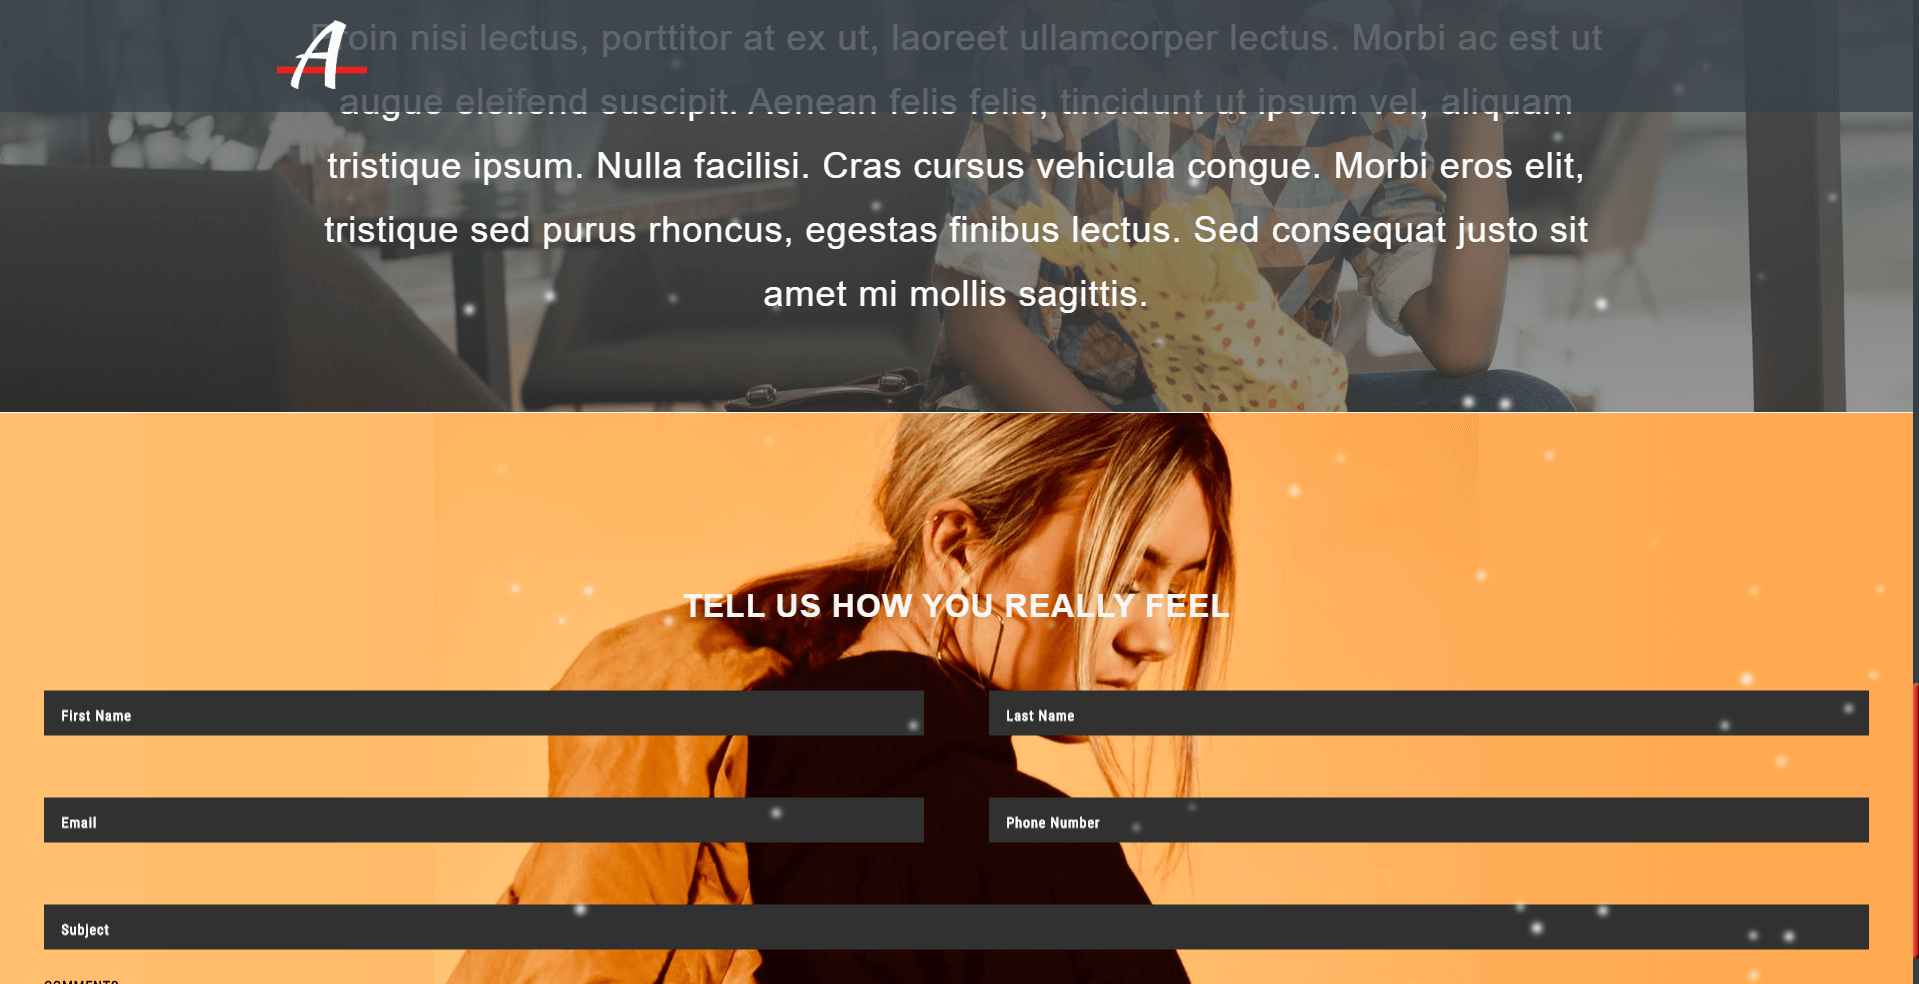 A
Proin nisi lectus, porttitor at ex ut, laoreet ullamcorper lectus. Morbi ac est ut
augue eleifend suscipit. Aenean felis felis, tincidunt ut ipsum vel, aliquam
tristique ipsum. Nulla facilisi. Cras cursus vehicula congue. Morbi eros elit,
tristique sed purus rhoncus, egestas finibus lectus. Sed consequat justo sit
amet mi mollis sagittis.
TELL US HOW YOU REALLY FEEL
First Name
Last Name
Email
Phone Number
Subject
COMMENTS